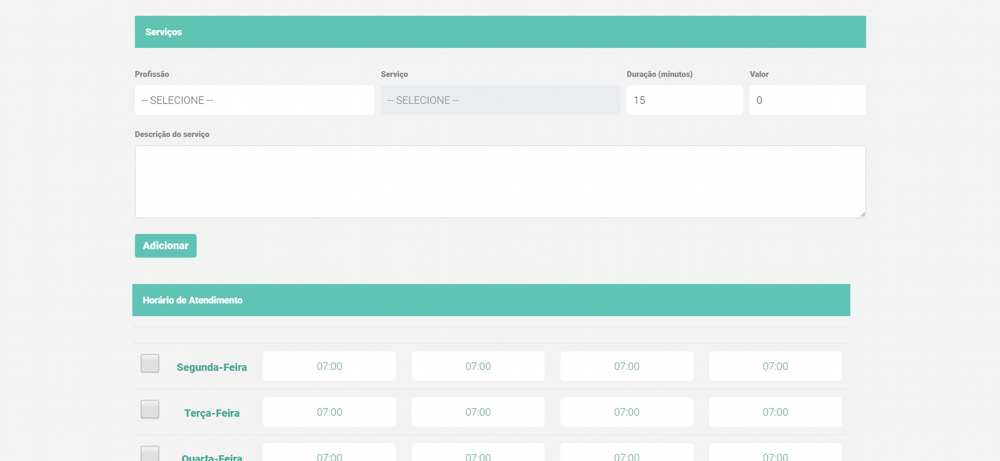 Serviços
Profissão Serviço Duração (minutos) Valor
-- SELECIONE -- -- SELECIONE -- 15 0
Descrição do serviço
Adicionar
Horário de Atendimento
Segunda-Feira 07:00 07:00 07:00 07:00
Terça-Feira 07:00 07:00 07:00 07:00
Quarta-Feira 07:00 07:00 07:00 07:00